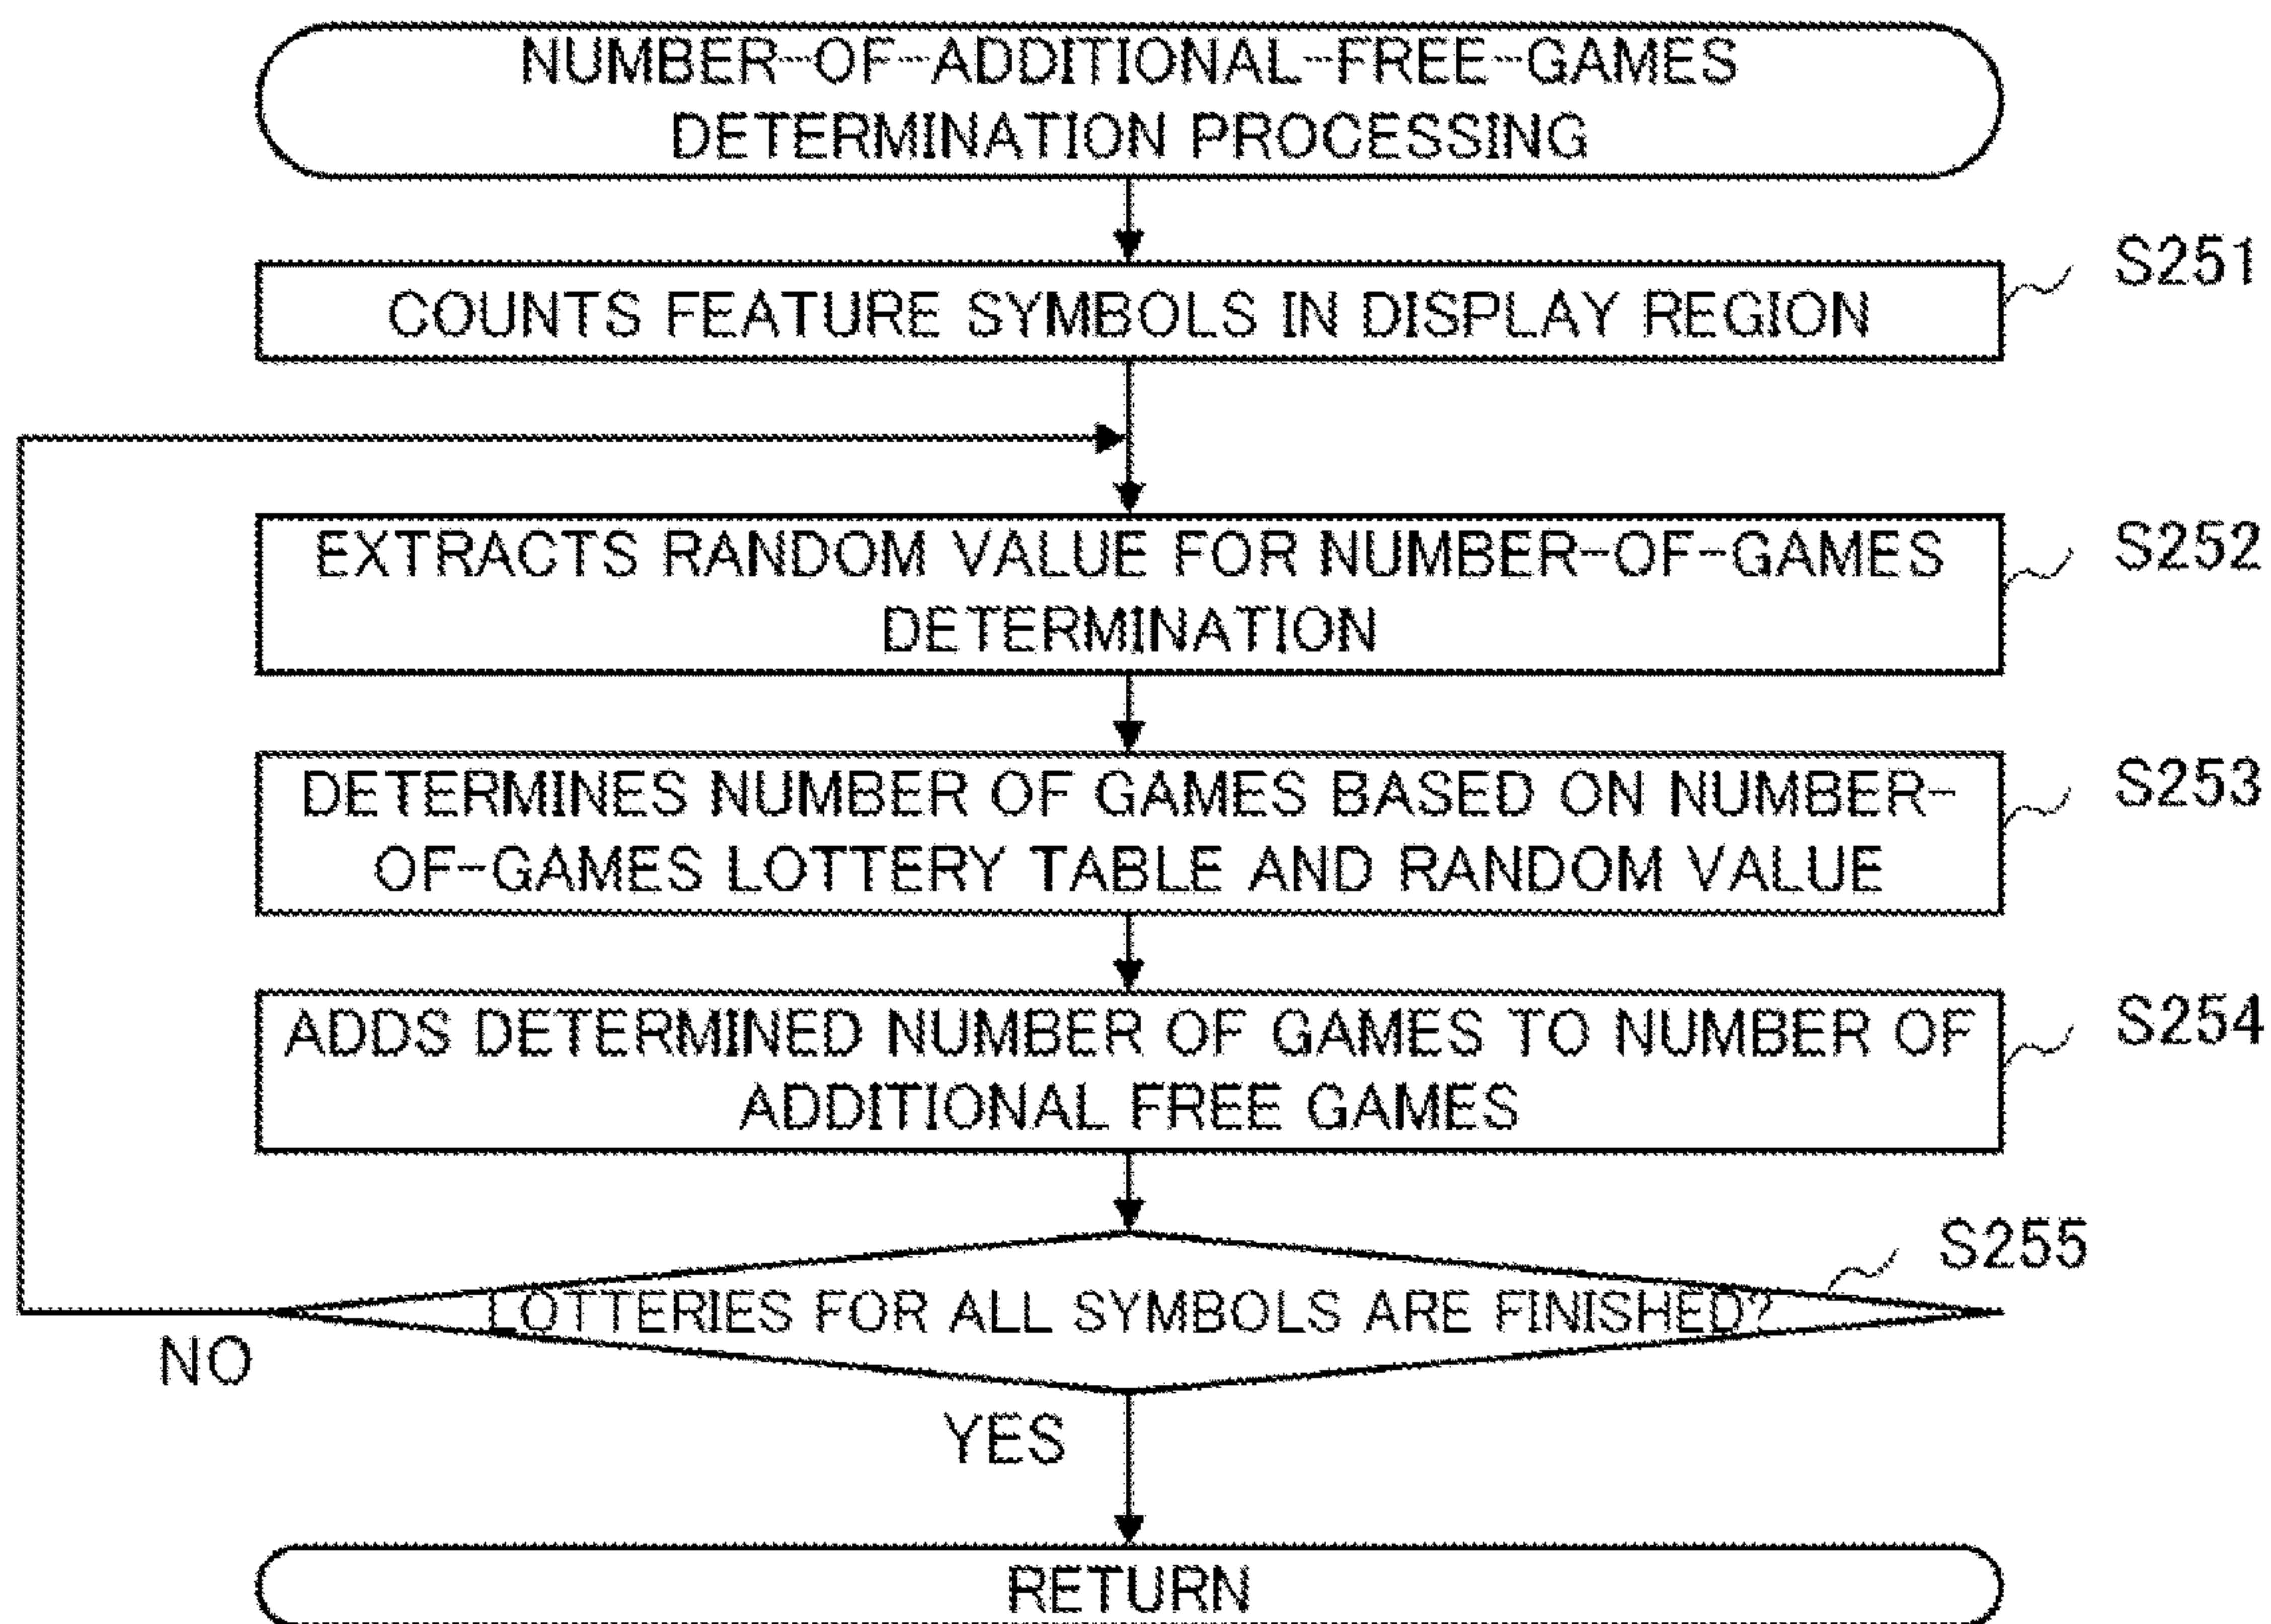 NUMBER-OF-ADDITIONAL-FREE-GAMES
DETERMINATION PROCESSING
S251
COUNTS FEATURE SYMBOLS IN DISPLAY REGION
S252
EXTRACTS RANDOM VALUE FOR NUMBER-OF-GAMES
DETERMINATION
S253
DETERMINES NUMBER OF GAMES BASED ON NUMBER-
OF-GAMES LOTTERY TABLE AND RANDOM VALUE
S254
ADDS DETERMINED NUMBER OF GAMES TO NUMBER OF
ADDITIONAL FREE GAMES
S255
LOTTERIES FOR ALL SYMBOLS ARE FINISHED?
NO
YES
RETURN